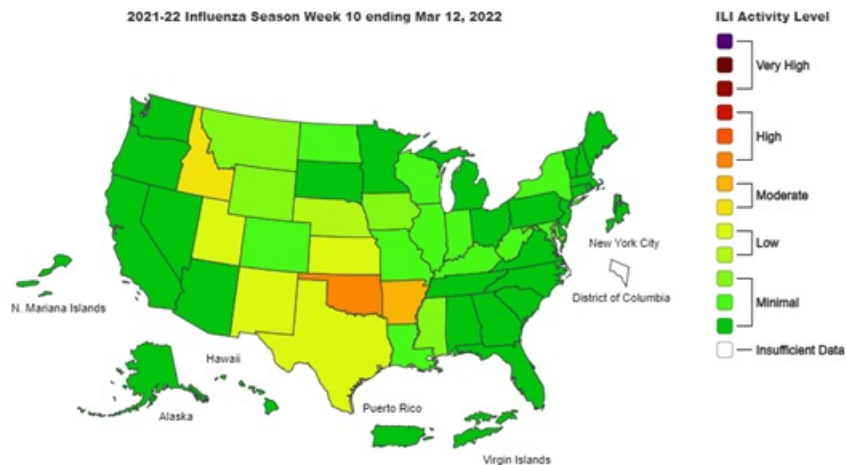 2021-22 Influenza Season Week 10 ending Mar 12, 2022
ILI Activity Level
Very High
High
Moderate
Low
Minimal
Insufficient Data
New York City
District of Columbia
N. Mariana Islands
Hawaii
Alaska
Puerto Rico
Virgin Islands